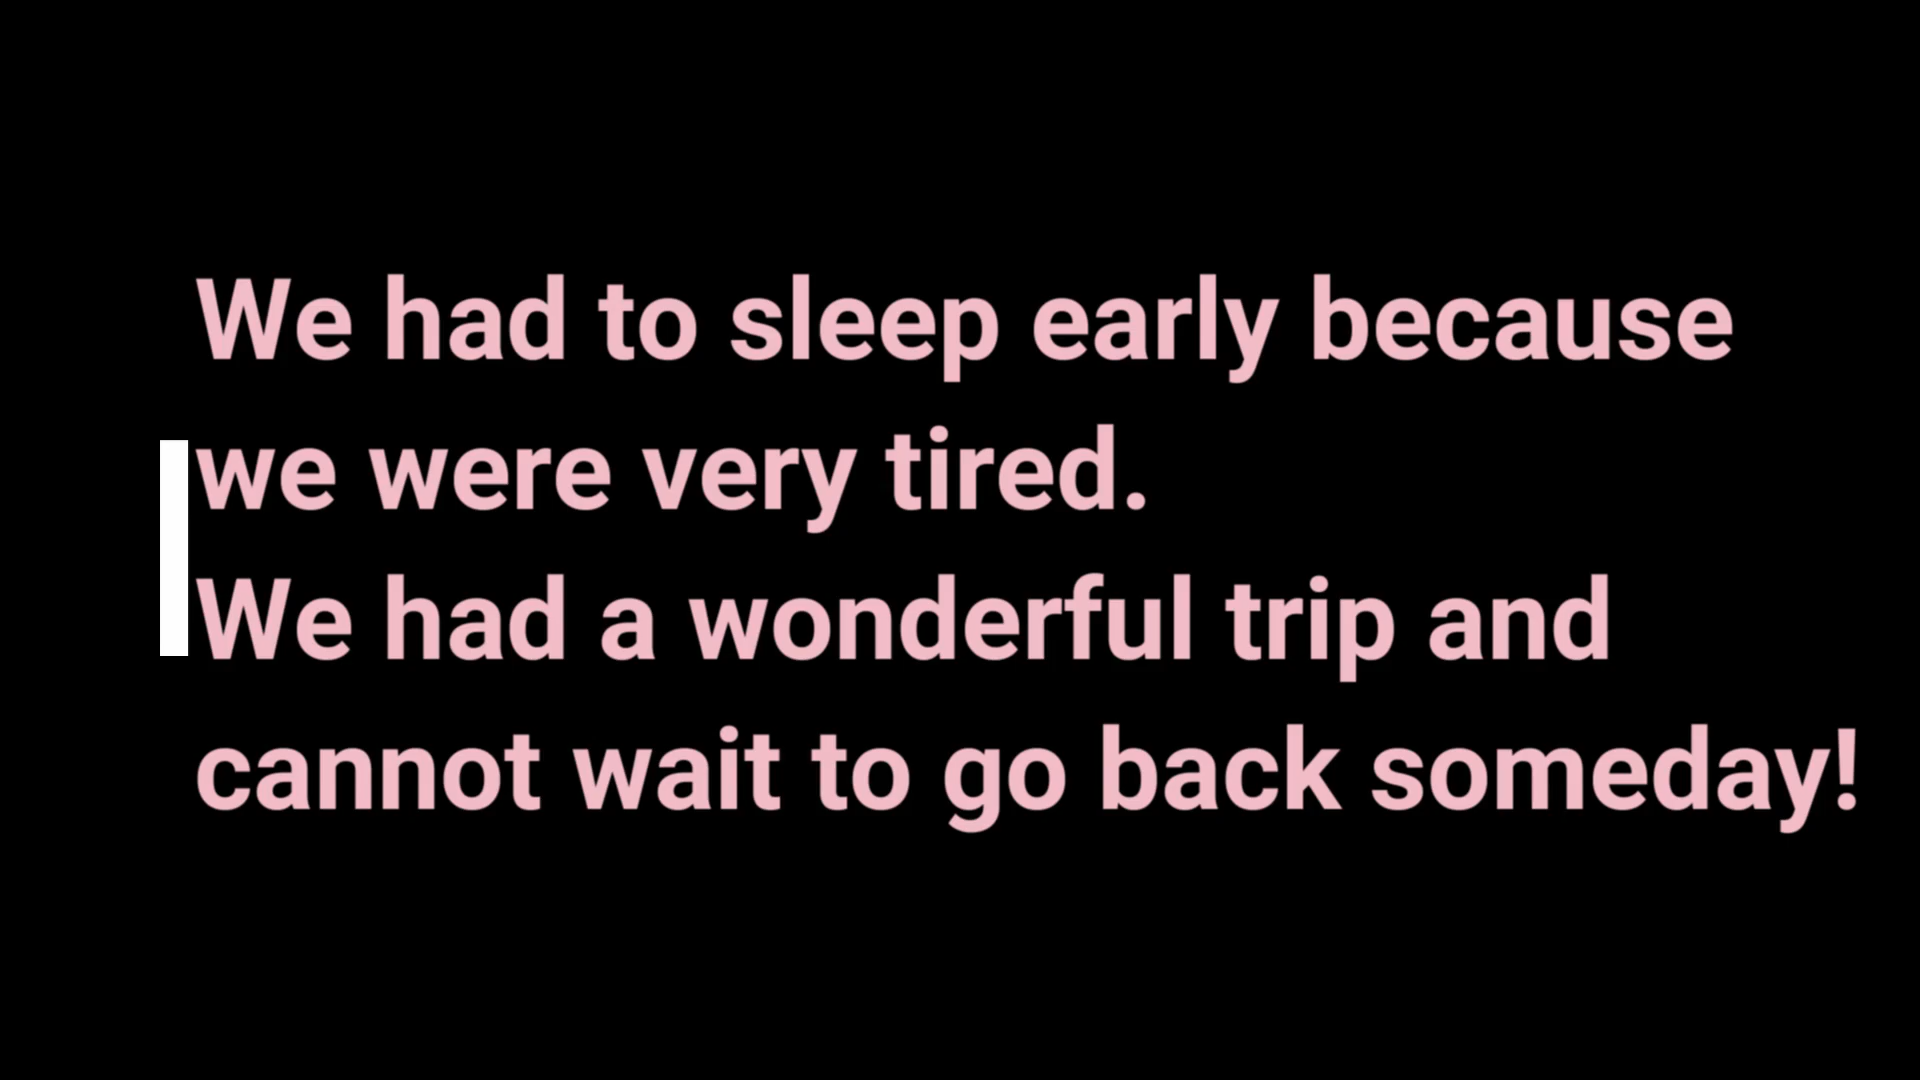 We had to sleep early because
we were very tired.
We had a wonderful trip and
cannot wait to go back someday!